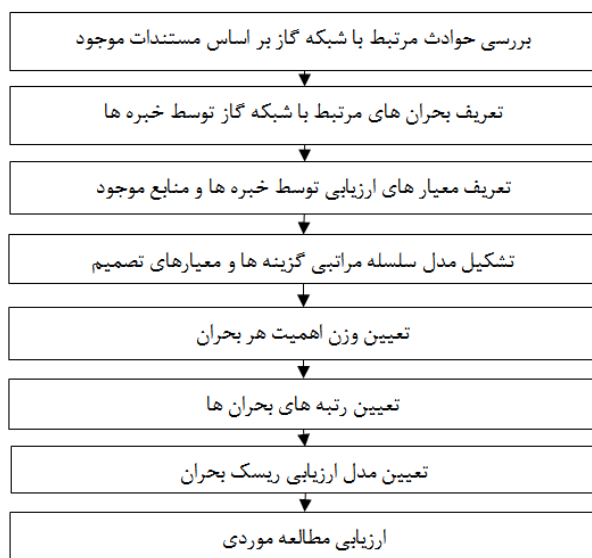 بررسی حوادث مرتبط با شبکه گاز بر اساس مستندات موجود
تعریف بحران های مرتبط با شبکه گاز توسط خبره ها
تعریف معیار های ارزیابی توسط خبره ها و منابع موجود
تشکیل مدل سلسله مراتبی گزینه ها و معیارهای تصمیم
تعیین وزن اهمیت هر بحران
تعیین رتبه های بحران ها
تعیین مدل ارزیابی ریسک بحران
ارزیابی مطالعه موردی